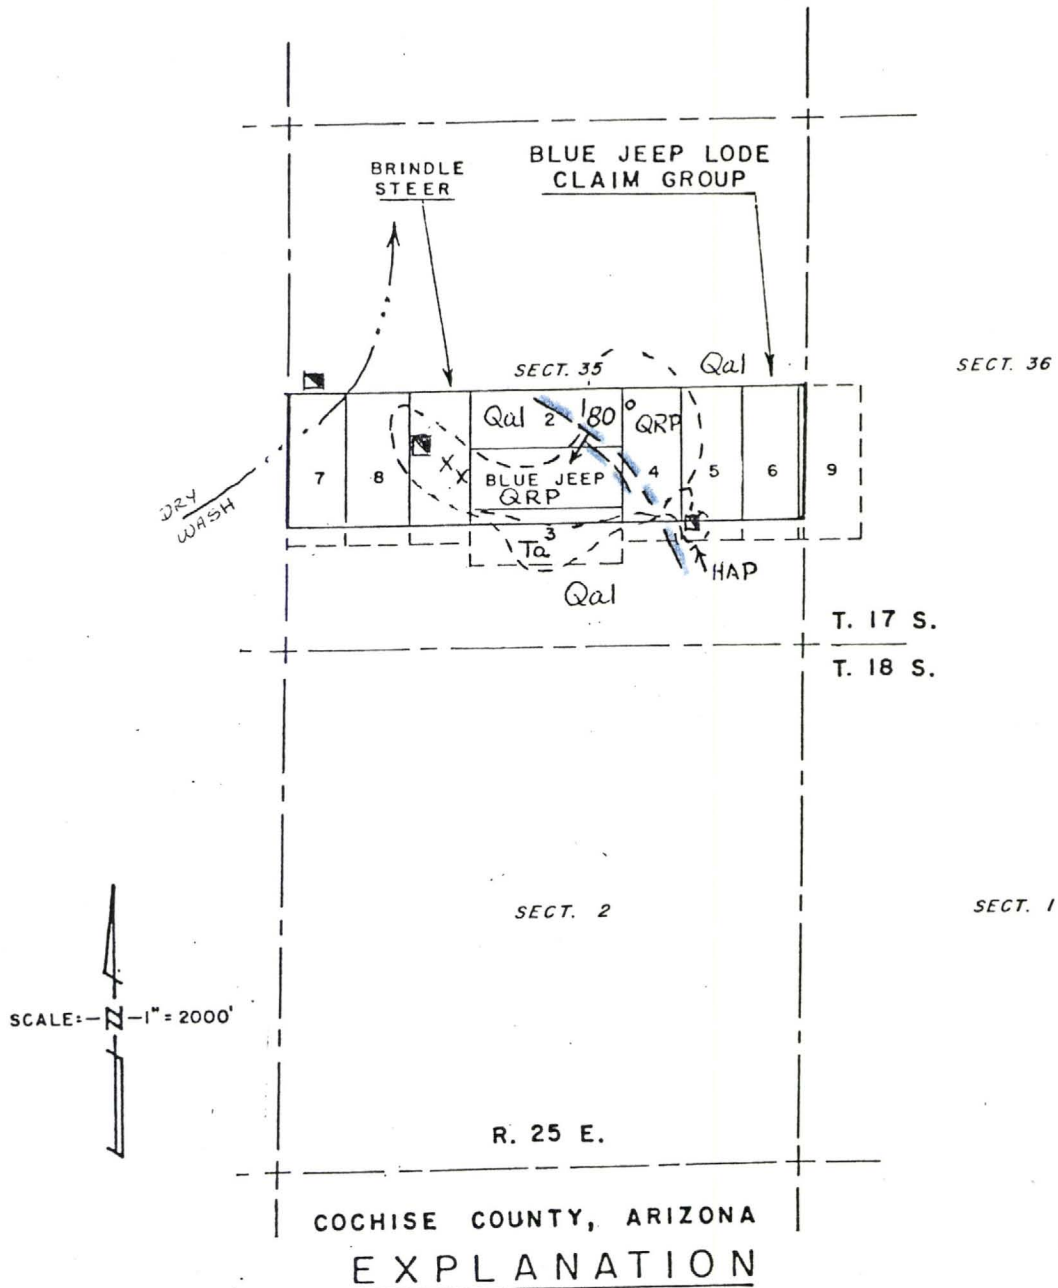 BRINDLE
STEER
BLUE JEEP LODE
CLAIM GROUP
SECT. 35
Qal
SECT. 36
Qal 2 80° QRP
7 8 BLUE JEEP 4 5 6 9
QRP
DRY
WASH
3
Ta
HAP
Qal
T. 17 S.
T. 18 S.
SECT. 2
SECT. 1
SCALE:-N-1"=2000'
R. 25 E.
COCHISE COUNTY, ARIZONA
EXPLANATION